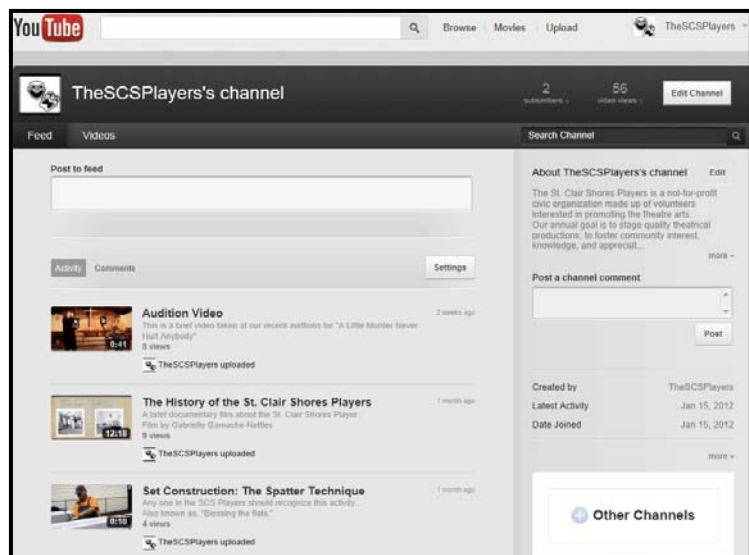 YouTube
Browse Movies Upload TheSCSPlayers
TheSCSPlayers's channel
2
subscribers
56
video views
Edit Channel
Feed Videos
Search Channel
Post to feed
Activity Comments
Settings
Audition Video
2 weeks ago
This is a brief video taken at our recent auditions for "A Little Murder Never
Hurt Anybody"
8 views
0:41
TheSCSPlayers uploaded
The History of the St. Clair Shores Players
1 month ago
A brief documentary film about the St. Clair Shores Player
Film by Gabrielle Gamache-Nettles
9 views
12:18
TheSCSPlayers uploaded
Set Construction: The Spatter Technique
1 month ago
Any one in the SCS Players should recognize this activity...
Also known as, "Blessing the flats."
4 views
0:10
TheSCSPlayers uploaded
About TheSCSPlayers's channel Edit
The St. Clair Shores Players is a not-for-profit
civic organization made up of volunteers
interested in promoting the theatre arts.
Our annual goal is to stage quality theatrical
productions, to foster community interest,
knowledge, and appreciat...
more
Post a channel comment
Post
Created by TheSCSPlayers
Latest Activity Jan 15, 2012
Date Joined Jan 15, 2012
more
Other Channels